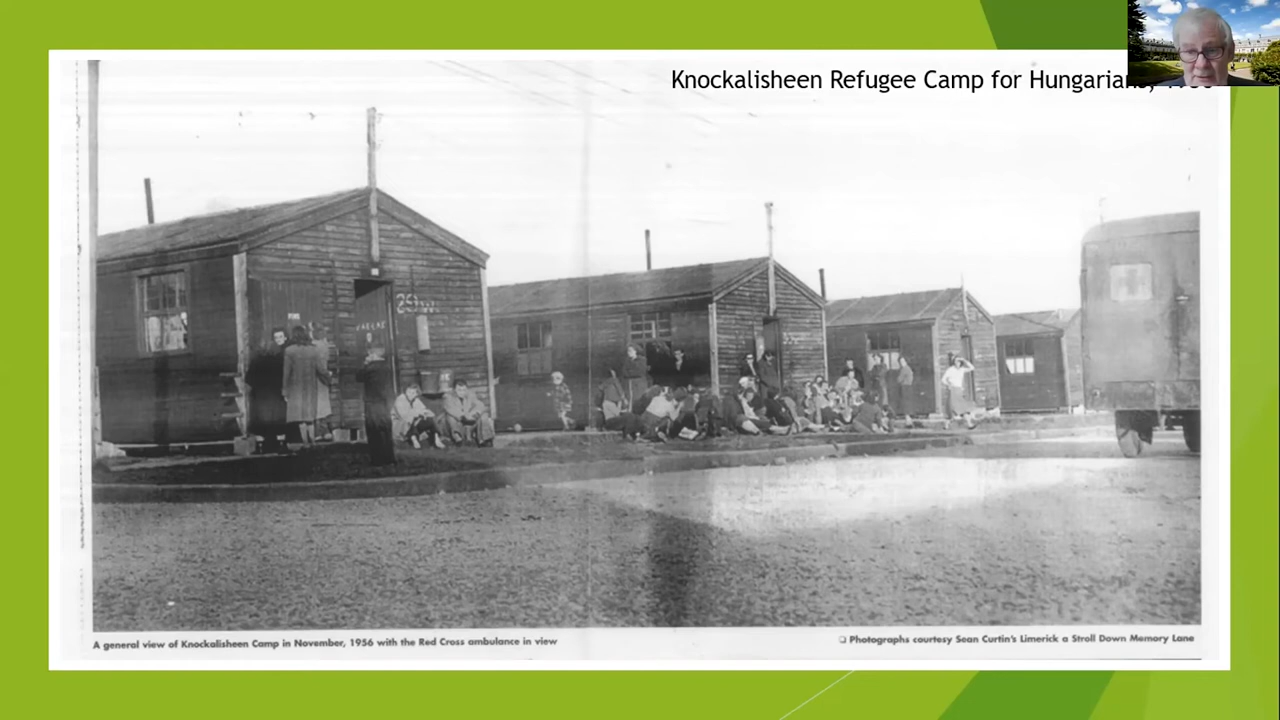 Knockalisheen Refugee Camp for Hungarians, 1956
A general view of Knockalisheen Camp in November, 1956 with the Red Cross ambulance in view
❏ Photographs courtesy Sean Curtin's Limerick a Stroll Down Memory Lane